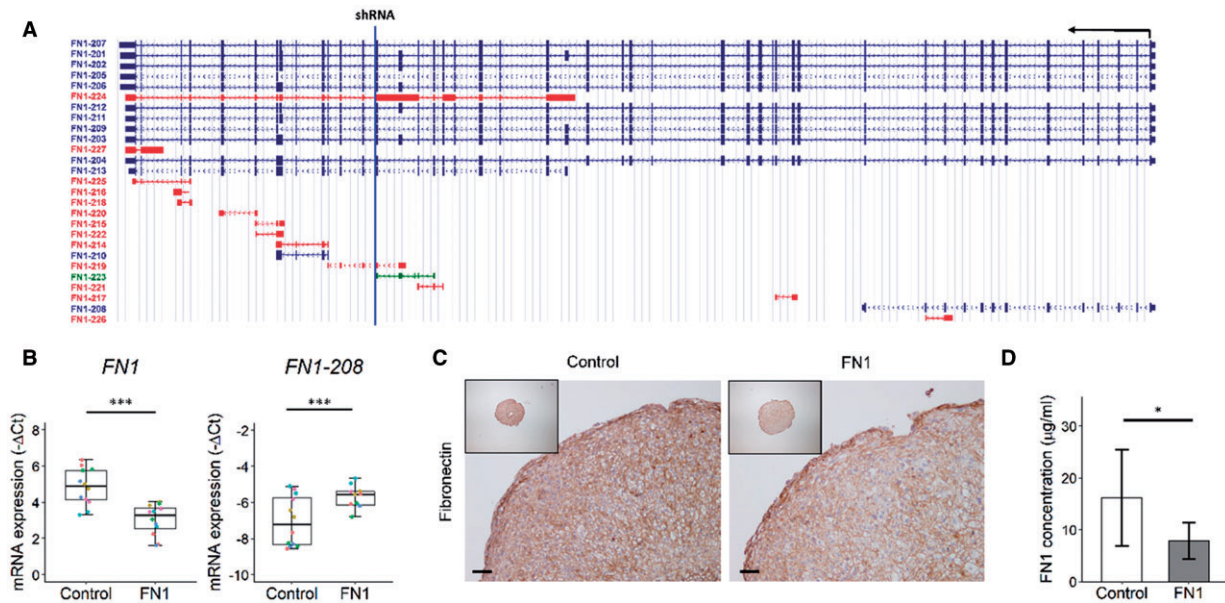 A
shRNA
FN1-207
FN1-201
FN1-202
FN1-205
FN1-206
FN1-224
FN1-212
FN1-211
FN1-209
FN1-203
FN1-227
FN1-204
FN1-213
FN1-225
FN1-216
FN1-218
FN1-220
FN1-215
FN1-222
FN1-214
FN1-210
FN1-219
FN1-223
FN1-221
FN1-217
FN1-208
FN1-226
B
FN1
***
mRNA expression (-ΔCt)
8
6
4
2
0
Control FN1
FN1-208
***
mRNA expression (-ΔCt)
-2
-4
-6
-8
-10
Control FN1
C
Control FN1
Fibronectin
D
*
FN1 concentration (µg/ml)
30
20
10
0
Control FN1